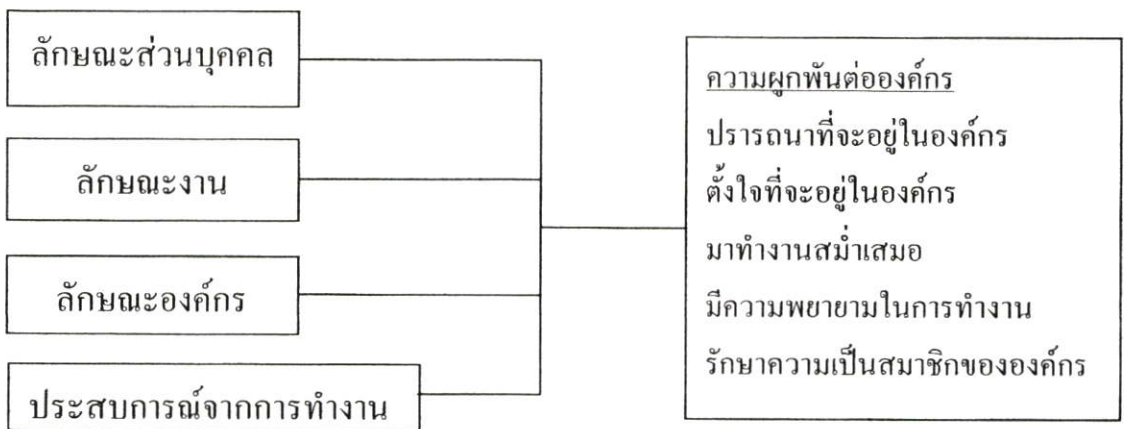 ลักษณะส่วนบุคคล
ลักษณะงาน
ลักษณะองค์กร
ประสบการณ์จากการทำงาน
ความผูกพันต่อองค์กร
ปรารถนาที่จะอยู่ในองค์กร
ตั้งใจที่จะอยู่ในองค์กร
มาทำงานสม่ำเสมอ
มีความพยายามในการทำงาน
รักษาความเป็นสมาชิกขององค์กร